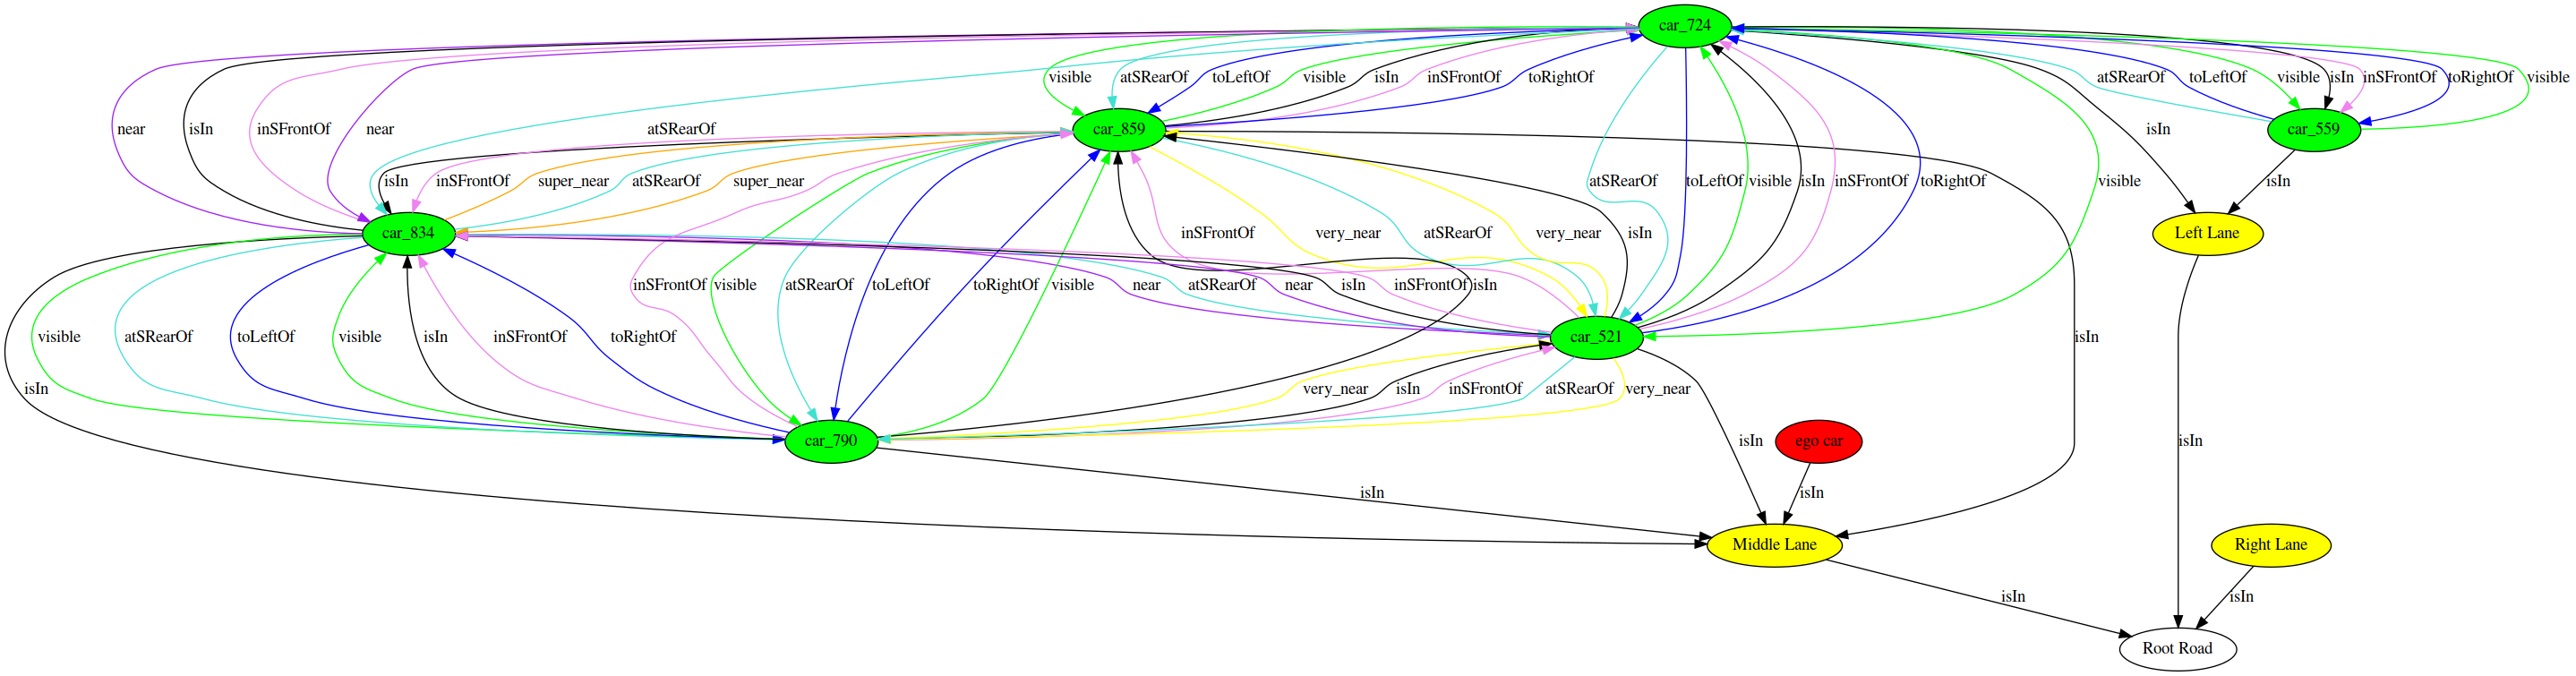 car_724
visible atSRearOf toLeftOf visible isIn inSFrontOf toRightOf atSRearOf toLeftOf visible isIn inSFrontOf toRightOf visible
near isIn inSFrontOf near atSRearOf car_859 isIn car_559
isIn inSFrontOf super_near atSRearOf super_near atSRearOf toLeftOf visible isIn inSFrontOf toRightOf visible isIn
car_834 inSFrontOf very_near atSRearOf very_near isIn Left Lane
inSFrontOf visible atSRearOf toLeftOf toRightOf visible near atSRearOf near isIn inSFrontOf isIn
visible atSRearOf toLeftOf visible isIn inSFrontOf toRightOf car_521 isIn
isIn very_near isIn inSFrontOf atSRearOf very_near
car_790 isIn ego car isIn
isIn isIn
Middle Lane Right Lane
isIn isIn
Root Road